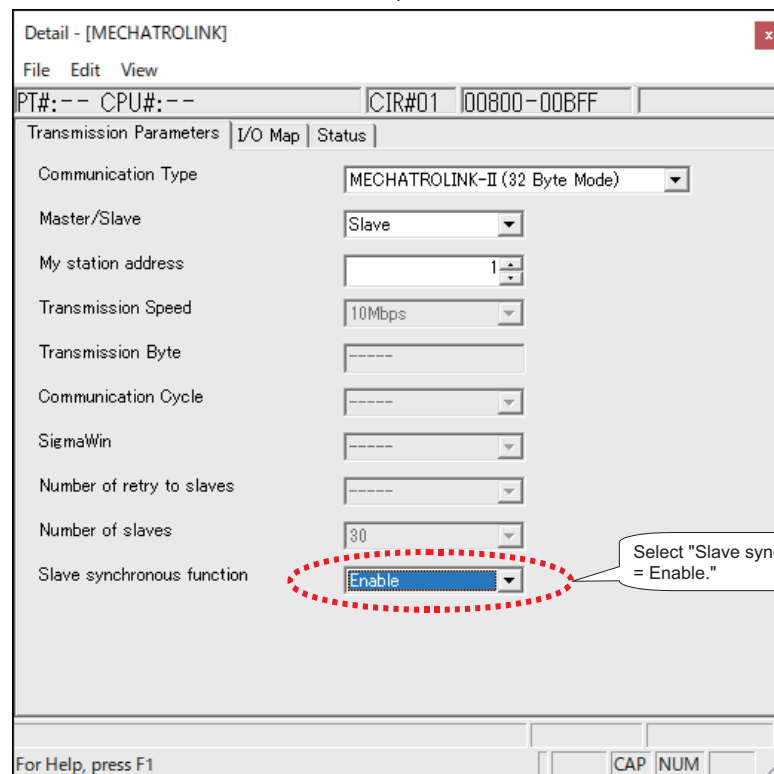 Detail - [MECHATROLINK]
x
File Edit View
PT#:-- CPU#:-- CIR#01 00800-00BFF
Transmission Parameters I/O Map Status
Communication Type MECHATROLINK-II (32 Byte Mode)
Master/Slave Slave
My station address 1
Transmission Speed 10Mbps
Transmission Byte -----
Communication Cycle -----
SigmaWin -----
Number of retry to slaves -----
Number of slaves 30
Slave synchronous function Enable
Select "Slave
= Enable."
For Help, press F1 CAP NUM